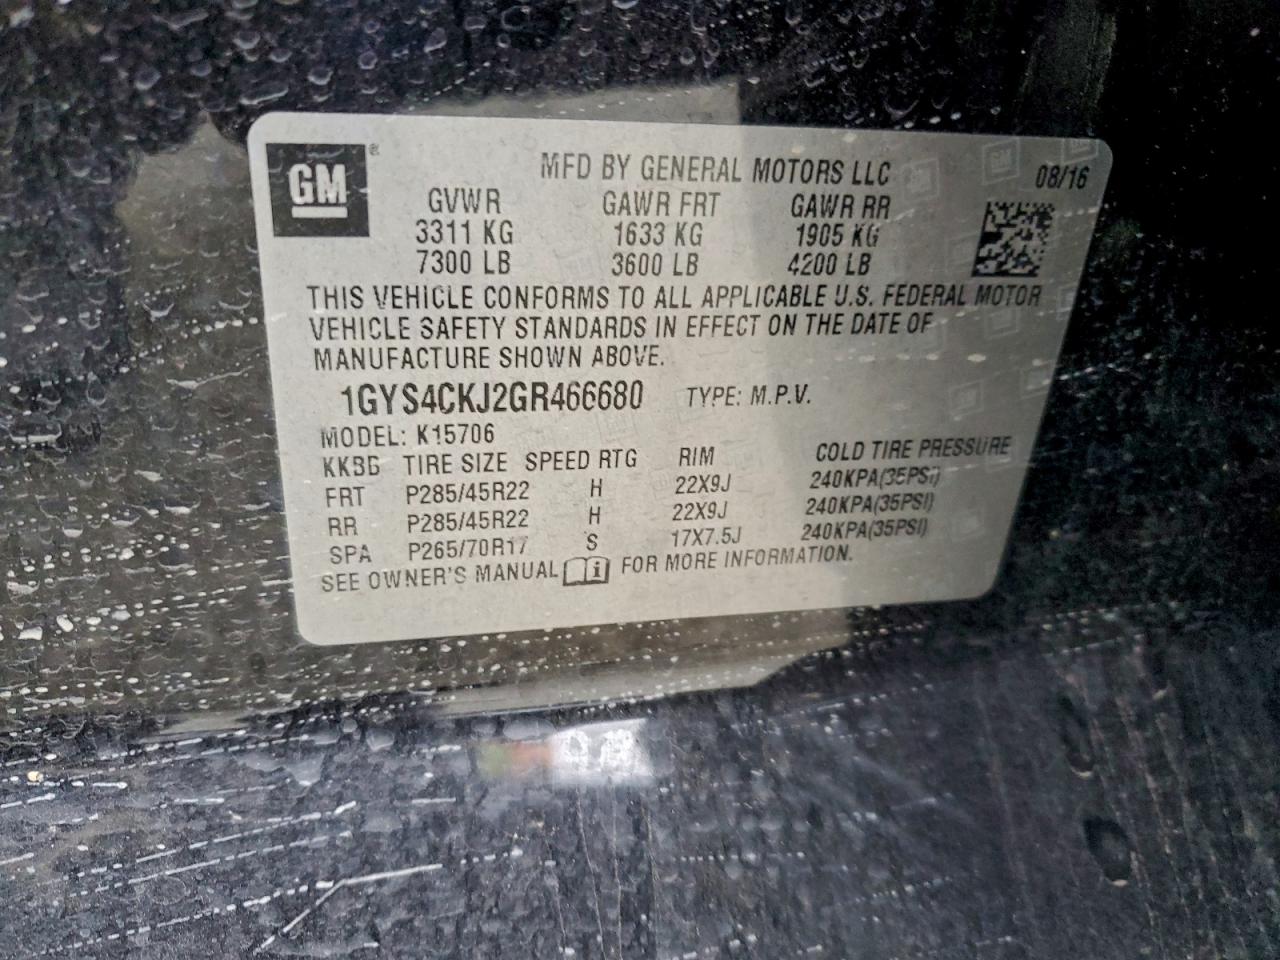 GM®
MFD BY GENERAL MOTORS LLC 08/16
GVWR GAWR FRT GAWR RR
3311 KG 1633 KG 1905 KG
7300 LB 3600 LB 4200 LB
THIS VEHICLE CONFORMS TO ALL APPLICABLE U.S. FEDERAL MOTOR
VEHICLE SAFETY STANDARDS IN EFFECT ON THE DATE OF
MANUFACTURE SHOWN ABOVE.
1GYS4CKJ2GR466680 TYPE: M.P.V.
MODEL: K15706
TIRE SIZE SPEED RTG RIM COLD TIRE PRESSURE
FRT P285/45R22 H 22X9J 240KPA(35PSI)
RR P285/45R22 H 22X9J 240KPA(35PSI)
SPA P265/70R17 S 17X7.5J 240KPA(35PSI)
SEE OWNER'S MANUAL FOR MORE INFORMATION.